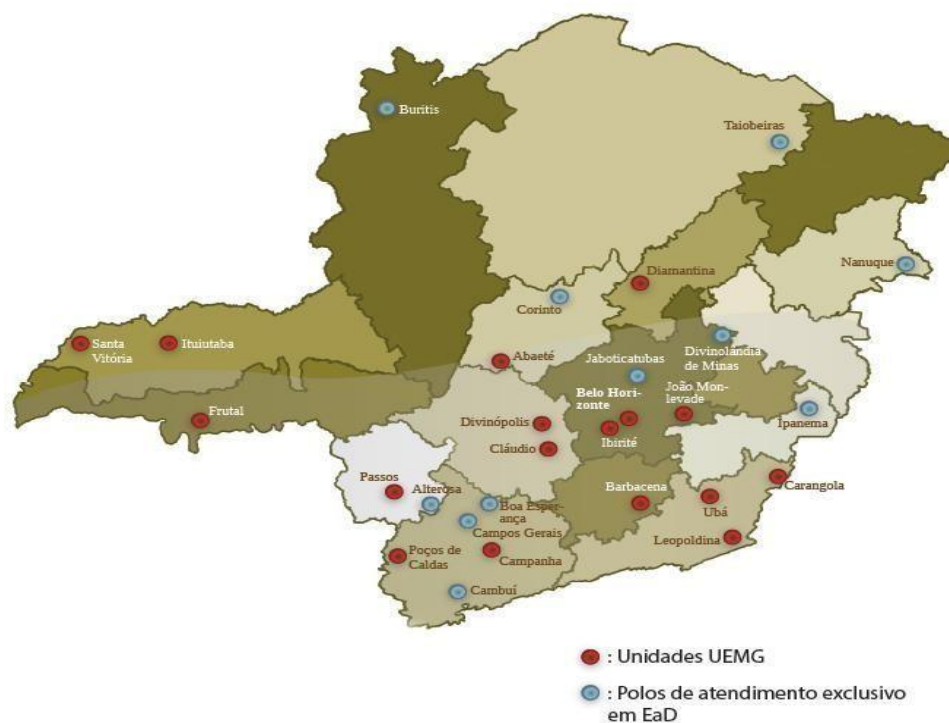 Buritis
Taiobeiras
Nanuque
Diamantina
Corinto
Santa
Vitória
Ituiutaba
Abaeté
Jaboticatubas
Divinolândia
de Minas
Belo Hori-
zonte
João Mon-
levade
Frutal
Divinópolis
Ibirité
Ipanema
Cláudio
Passos
Alterosa
Barbacena
Carangola
Boa Esper-
ança
Ubá
Campos Gerais
Leopoldina
Poços de
Caldas
Campanha
Cambuí
: Unidades UEMG
: Polos de atendimento exclusivo
em EaD